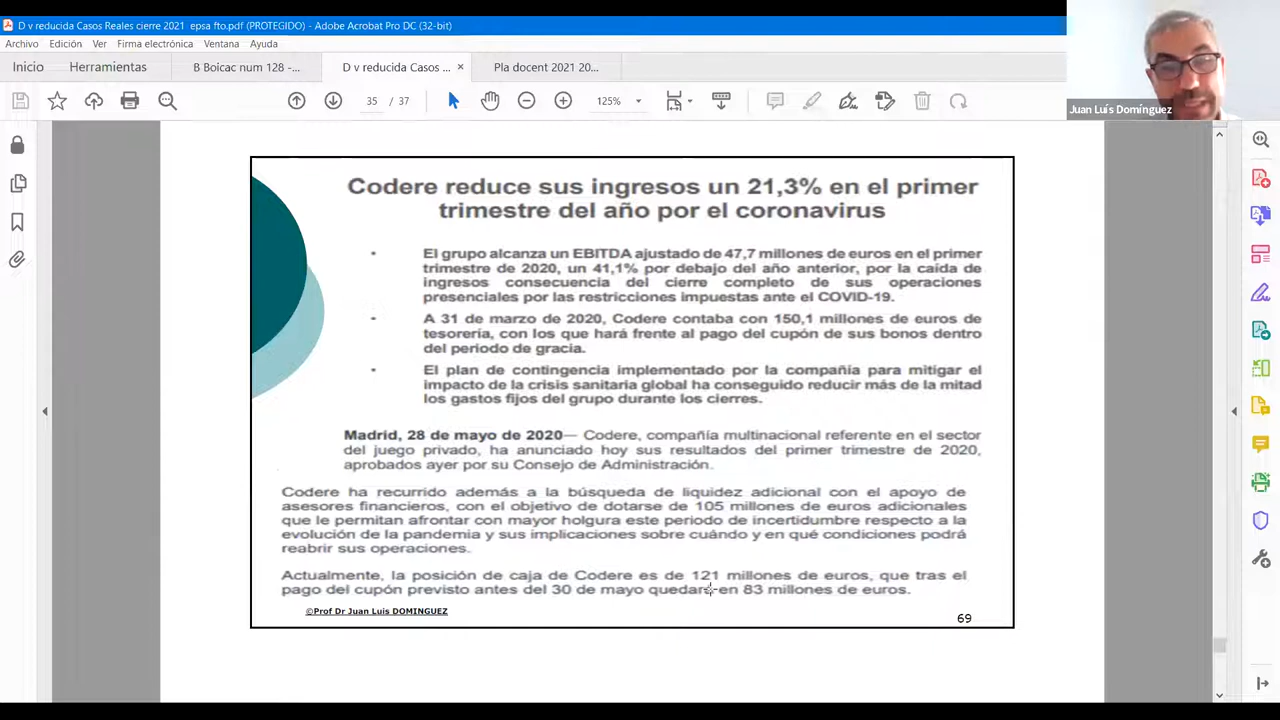 D v reducida Casos Reales cierre 2021 epsa fto.pdf (PROTEGIDO) - Adobe Acrobat Pro DC (32-bit)
Archivo Edición Ver Firma electrónica Ventana Ayuda
Inicio Herramientas B Boicac num 128 -... D v reducida Casos ... × Pla docent 2021 20...
35 / 37 125%
Juan Luís Domínguez
Codere reduce sus ingresos un 21,3% en el primer
trimestre del año por el coronavirus
• El grupo alcanza un EBITDA ajustado de 47,7 millones de euros en el primer
trimestre de 2020, un 41,1% por debajo del año anterior, por la caída de
ingresos consecuencia del cierre completo de sus operaciones
presenciales por las restricciones impuestas ante el COVID-19.
• A 31 de marzo de 2020, Codere contaba con 150,1 millones de euros de
tesorería, con los que hará frente al pago del cupón de sus bonos dentro
del periodo de gracia.
• El plan de contingencia implementado por la compañía para mitigar el
impacto de la crisis sanitaria global ha conseguido reducir más de la mitad
los gastos fijos del grupo durante los cierres.
Madrid, 28 de mayo de 2020— Codere, compañía multinacional referente en el sector
del juego privado, ha anunciado hoy sus resultados del primer trimestre de 2020,
aprobados ayer por su Consejo de Administración.
Codere ha recurrido además a la búsqueda de liquidez adicional con el apoyo de
asesores financieros, con el objetivo de dotarse de 105 millones de euros adicionales
que le permitan afrontar con mayor holgura este periodo de incertidumbre respecto a la
evolución de la pandemia y sus implicaciones sobre cuándo y en qué condiciones podrá
reabrir sus operaciones.
Actualmente, la posición de caja de Codere es de 121 millones de euros, que tras el
pago del cupón previsto antes del 30 de mayo quedará en 83 millones de euros.
©Prof Dr Juan Luis DOMINGUEZ
69